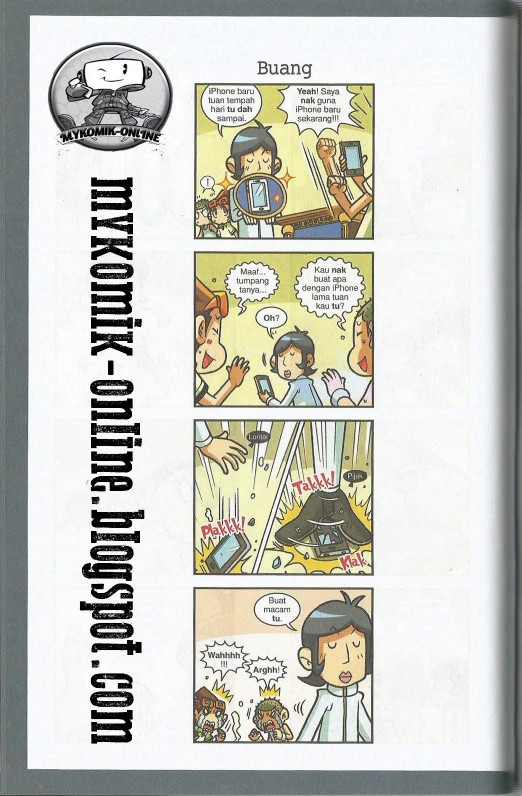 MYKOMIK-ONLINE
mykomik-online.blogspot.com
Buang
iPhone baru
tuan tempah
hari tu dah
sampai.
Yeah! Saya
nak guna
iPhone baru
sekarang!!!
!
Maaf...
tumpang
tanya...
Oh?
Kau nak
buat apa
dengan iPhone
lama tuan
kau tu?
Lontar
Plakkk!
Takkk!
Pijak
Klak
Buat
macam
tu.
Wahhhh
!!!
Arghh!